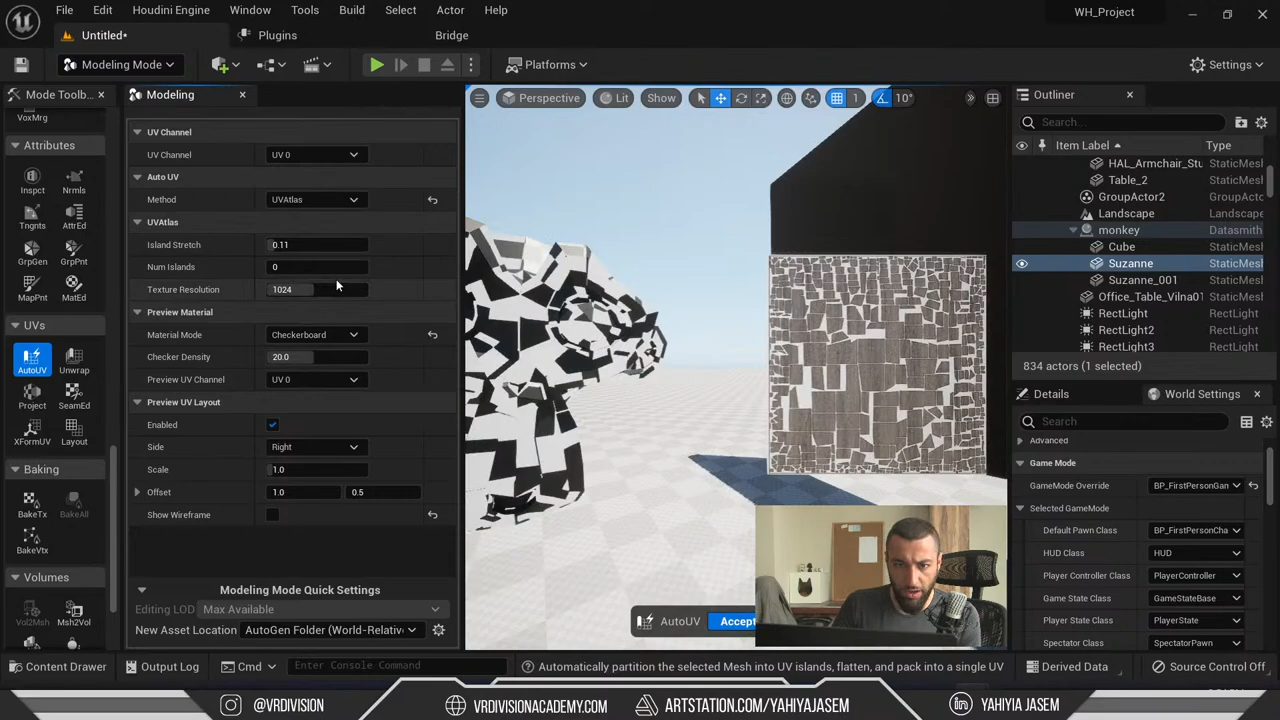 File Edit Houdini Engine Window Tools Build Select Actor Help
WH_Project
Untitled* Plugins Bridge
Modeling Mode Platforms Settings
Mode Toolb... Modeling Perspective Lit Show 1 10° Outliner
VoxMrg
Attributes
Inspct Nrmls
Tngnts AttrEd
GrpGen GrpPnt
MapPnt MatEd
UVs
AutoUV Unwrap
Project SeamEd
XFormUV Layout
Baking
BakeTx BakeAll
BakeVtx
Volumes
Vol2Msh Msh2Vol
UV Channel
UV Channel UV 0
Auto UV
Method UVAtlas
UVAtlas
Island Stretch 0.11
Num Islands 0
Texture Resolution 1024
Preview Material
Material Mode Checkerboard
Checker Density 20.0
Preview UV Channel UV 0
Preview UV Layout
Enabled
Side Right
Scale 1.0
Offset 1.0 0.5
Show Wireframe
Modeling Mode Quick Settings
Editing LOD Max Available
New Asset Location AutoGen Folder (World-Relativ
AutoUV Accept
Search...
Item Label Type
HAL_Armchair_Stu StaticMesh
Table_2 StaticMesh
GroupActor2 GroupActor
Landscape Landscape
monkey Datasmith
Cube StaticMesh
Suzanne StaticMesh
Suzanne_001 StaticMesh
Office_Table_Vilna01 StaticMesh
RectLight RectLight
RectLight2 RectLight
RectLight3 RectLight
834 actors (1 selected)
Details World Settings
Search
Advanced
Game Mode
GameMode Override BP_FirstPersonGan
Selected GameMode
Default Pawn Class BP_FirstPersonCha
HUD Class HUD
Player Controller Class PlayerController
Game State Class GameStateBase
Player State Class PlayerState
Spectator Class SpectatorPawn
Content Drawer Output Log Cmd Enter Console Command Automatically partition the selected Mesh into UV islands, flatten, and pack into a single UV Derived Data Source Control Off
@VRDIVISION VRDIVISIONACADEMY.COM ARTSTATION.COM/YAHIYIAJASEM YAHIYIA JASEM